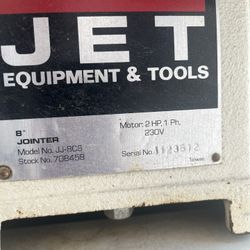 JET
EQUIPMENT & TOOLS
8" JOINTER
Model No. JJ-8CS
Stock No. 708458
Motor: 2 HP, 1 Ph, 230V
Serial No. 1123612
Taiwan